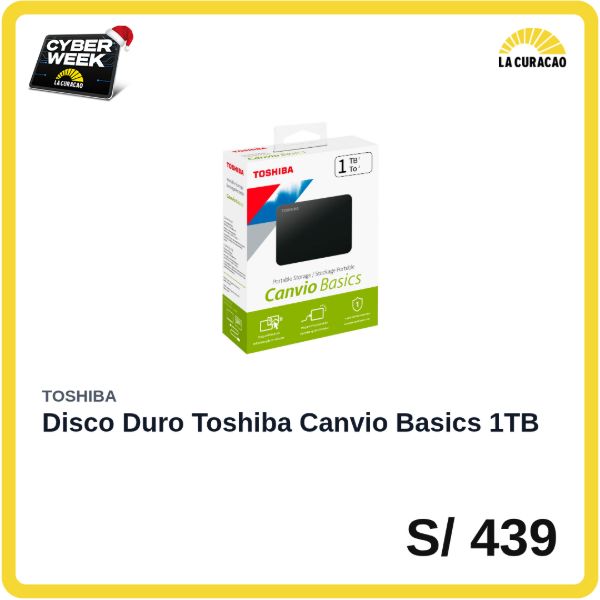 CYBER
WEEK
LA CURACAO
LA CURACAO
TOSHIBA
1 TB
To
TOSHIBA
Portable Storage / Stockage Portable
Canvio Basics
TOSHIBA
Disco Duro Toshiba Canvio Basics 1TB
S/ 439